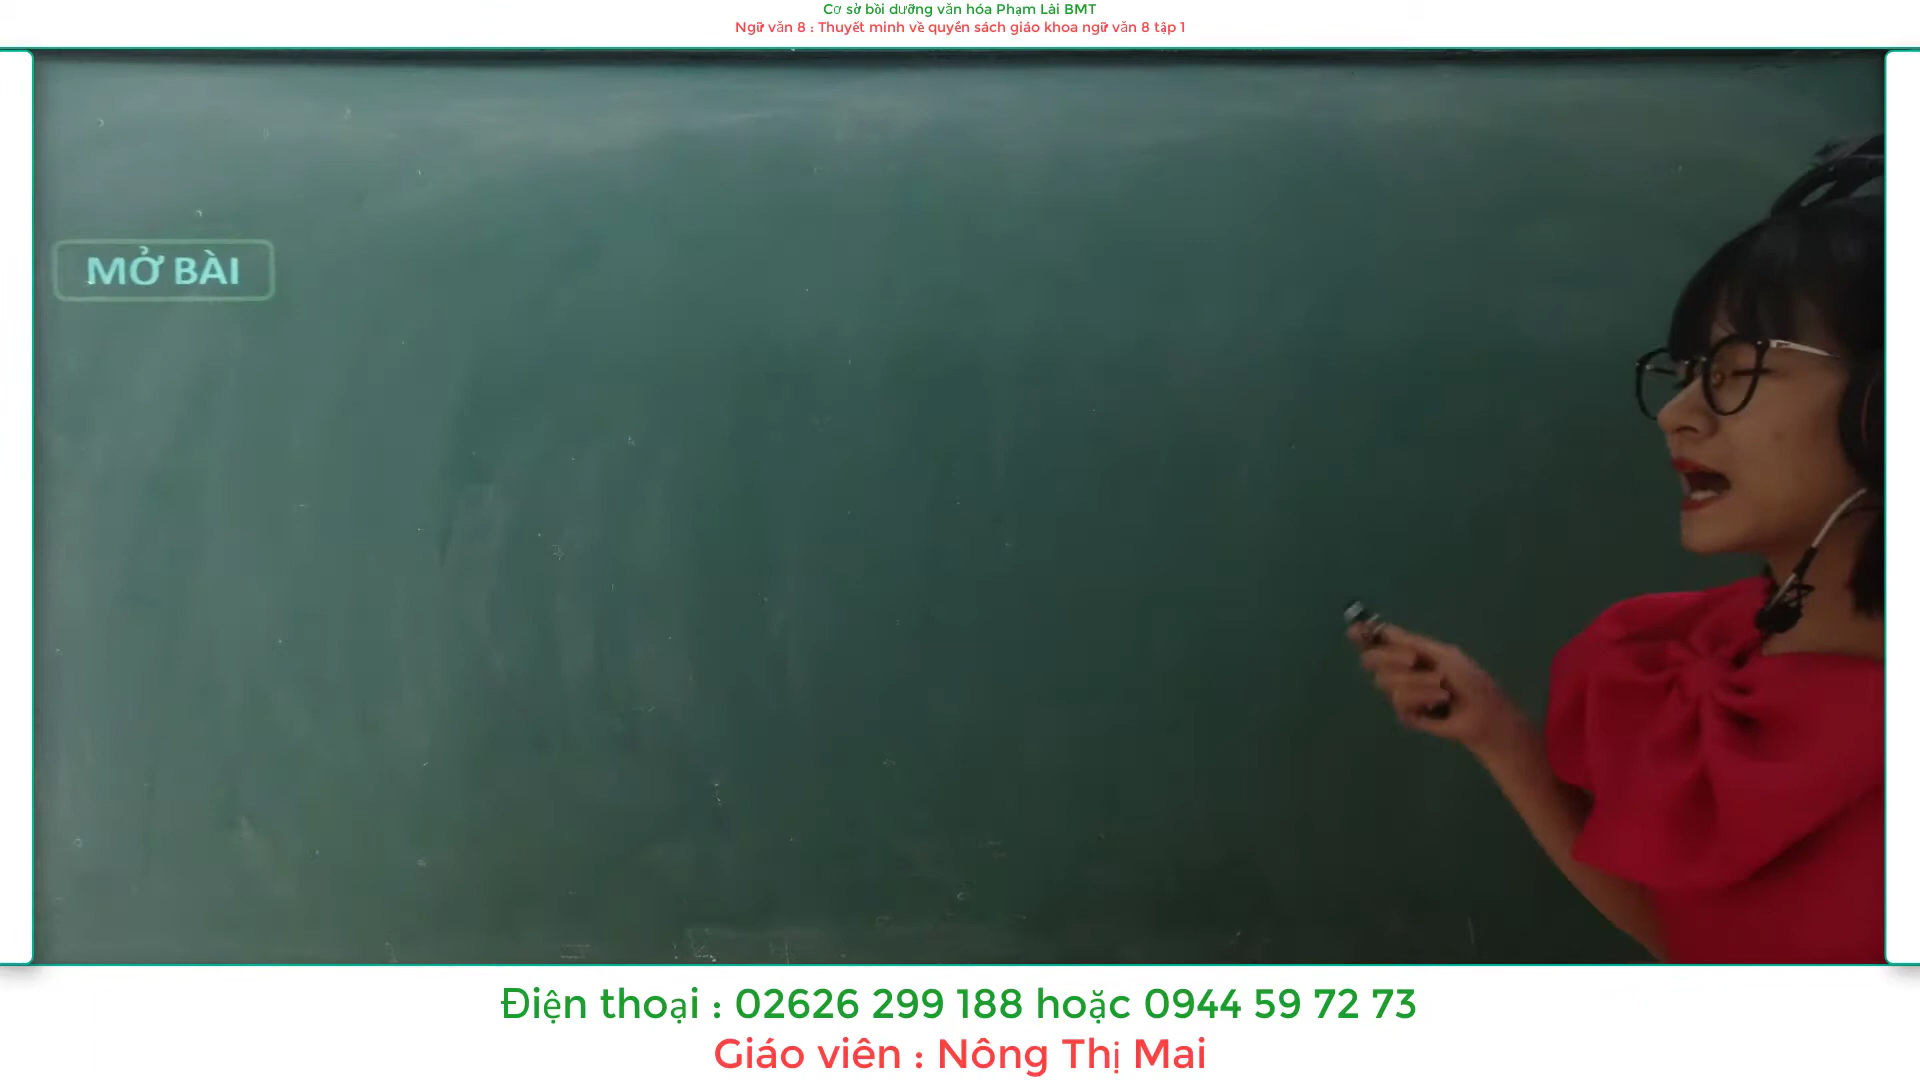 Cơ sở bồi dưỡng văn hóa Phạm Lài BMT
Ngữ văn 8 : Thuyết minh về quyển sách giáo khoa ngữ văn 8 tập 1
MỞ BÀI
Điện thoại : 02626 299 188 hoặc 0944 59 72 73
Giáo viên : Nông Thị Mai